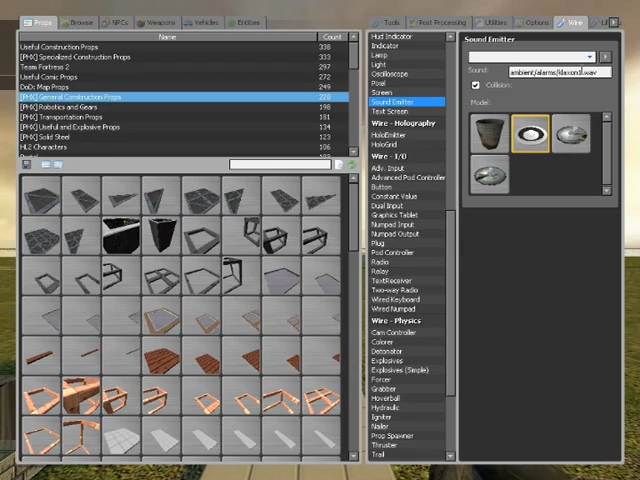 Props
Browse
NPCs
Weapons
Vehicles
Entities
Name
Count
Useful Construction Props 338
[PHX] Specialized Construction Props 333
Team Fortress 2 297
Useful Comic Props 272
DoD: Map Props 249
[PHX] General Construction Props 220
[PHX] Robotics and Gears 198
[PHX] Transportation Props 181
[PHX] Useful and Explosive Props 134
[PHX] Solid Steel 123
HL2 Characters 106
Tools
Post Processing
Utilities
Options
Wire
Hud Indicator
Indicator
Lamp
Light
Oscilloscope
Pixel
Screen
Sound Emitter
Text Screen
Wire - Holography
HoloEmitter
HoloGrid
Wire - I/O
Adv. Input
Advanced Pod Controller
Button
Constant Value
Dual Input
Graphics Tablet
Numpad Input
Numpad Output
Plug
Pod Controller
Radio
Relay
TextReceiver
Two-way Radio
Wired Keyboard
Wired Numpad
Wire - Physics
Cam Controller
Colorer
Detonator
Explosives
Explosives (Simple)
Forcer
Grabber
Hoverball
Hydraulic
Igniter
Nailer
Prop Spawner
Thruster
Trail
Sound Emitter
Sound:
ambient/alarms/klaxon1.wav
Collision:
Model: